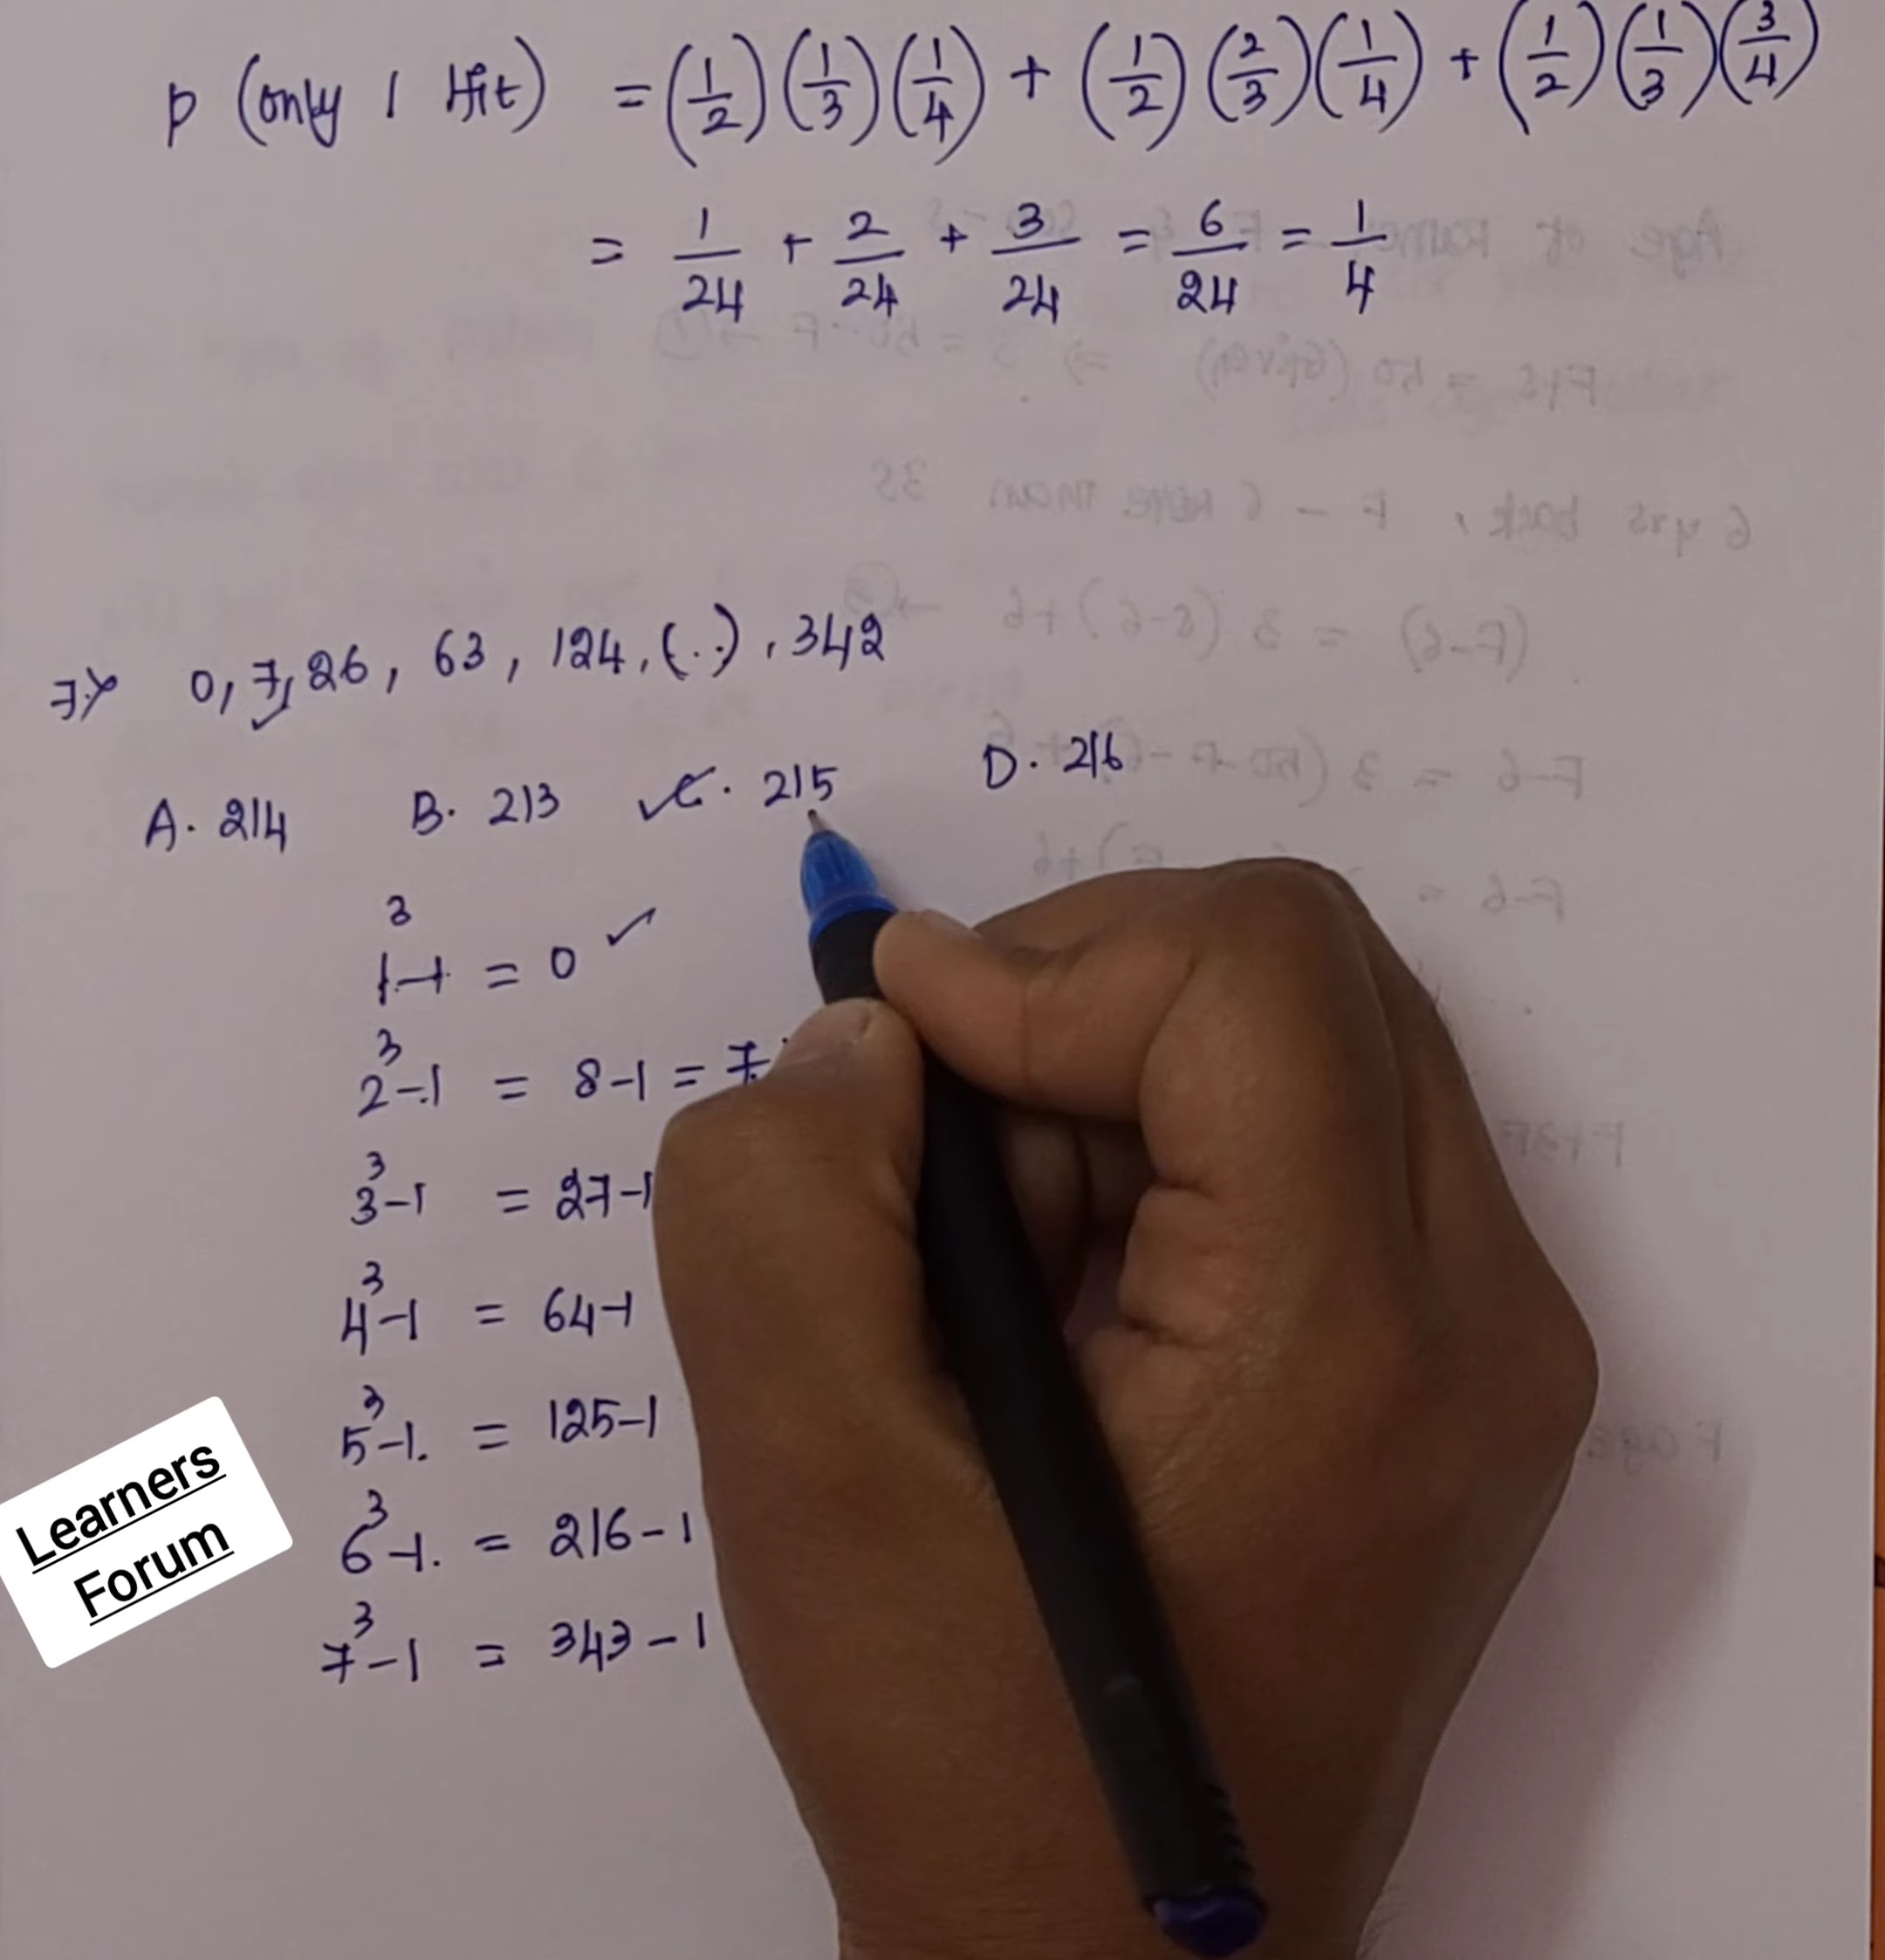 P (only 1 Hit) = (1/2) (1/3) (1/4) + (1/2) (2/3) (1/4) + (1/2) (1/3) (3/4)
= 1/24 + 2/24 + 3/24 = 6/24 = 1/4
7> 0, 7, 26, 63, 124, (..), 342
A. 214 B. 213 ✓C. 215 D. 216
1³-1 = 0 ✓
2³-1 = 8-1 = 7
3³-1 = 27-1
4³-1 = 64-1
5³-1. = 125-1
6³-1. = 216-1
7³-1 = 343-1
Learners
Forum